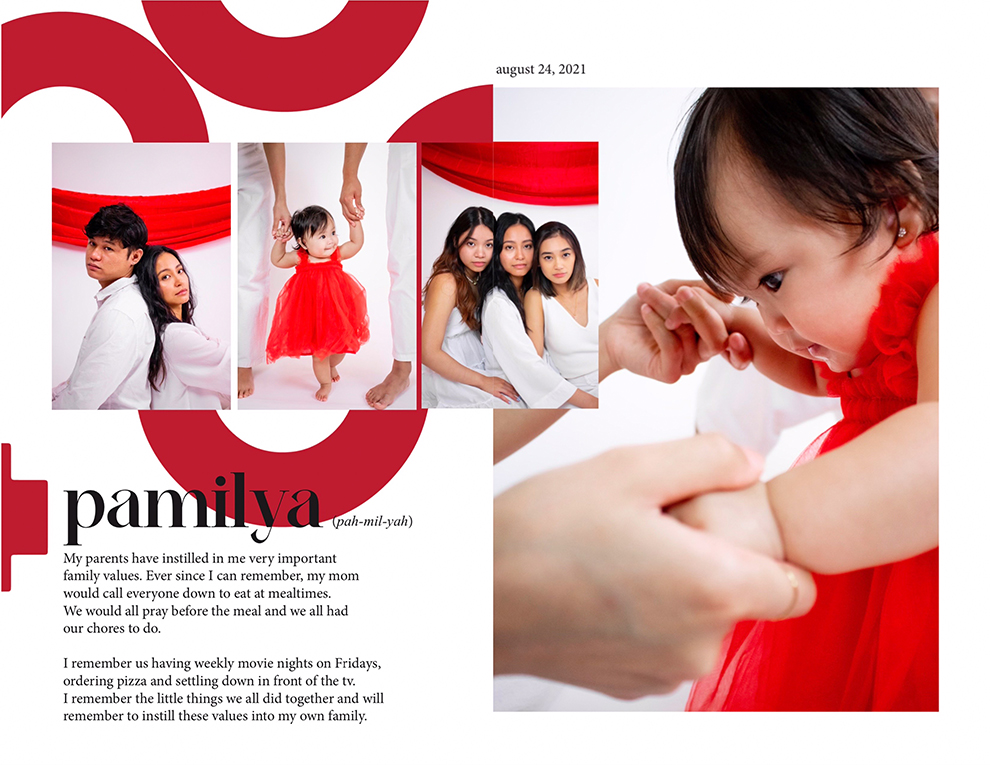 august 24, 2021
pamilya (pah-mil-yah)
My parents have instilled in me very important
family values. Ever since I can remember, my mom
would call everyone down to eat at mealtimes.
We would all pray before the meal and we all had
our chores to do.
I remember us having weekly movie nights on Fridays,
ordering pizza and settling down in front of the tv.
I remember the little things we all did together and will
remember to instill these values into my own family.